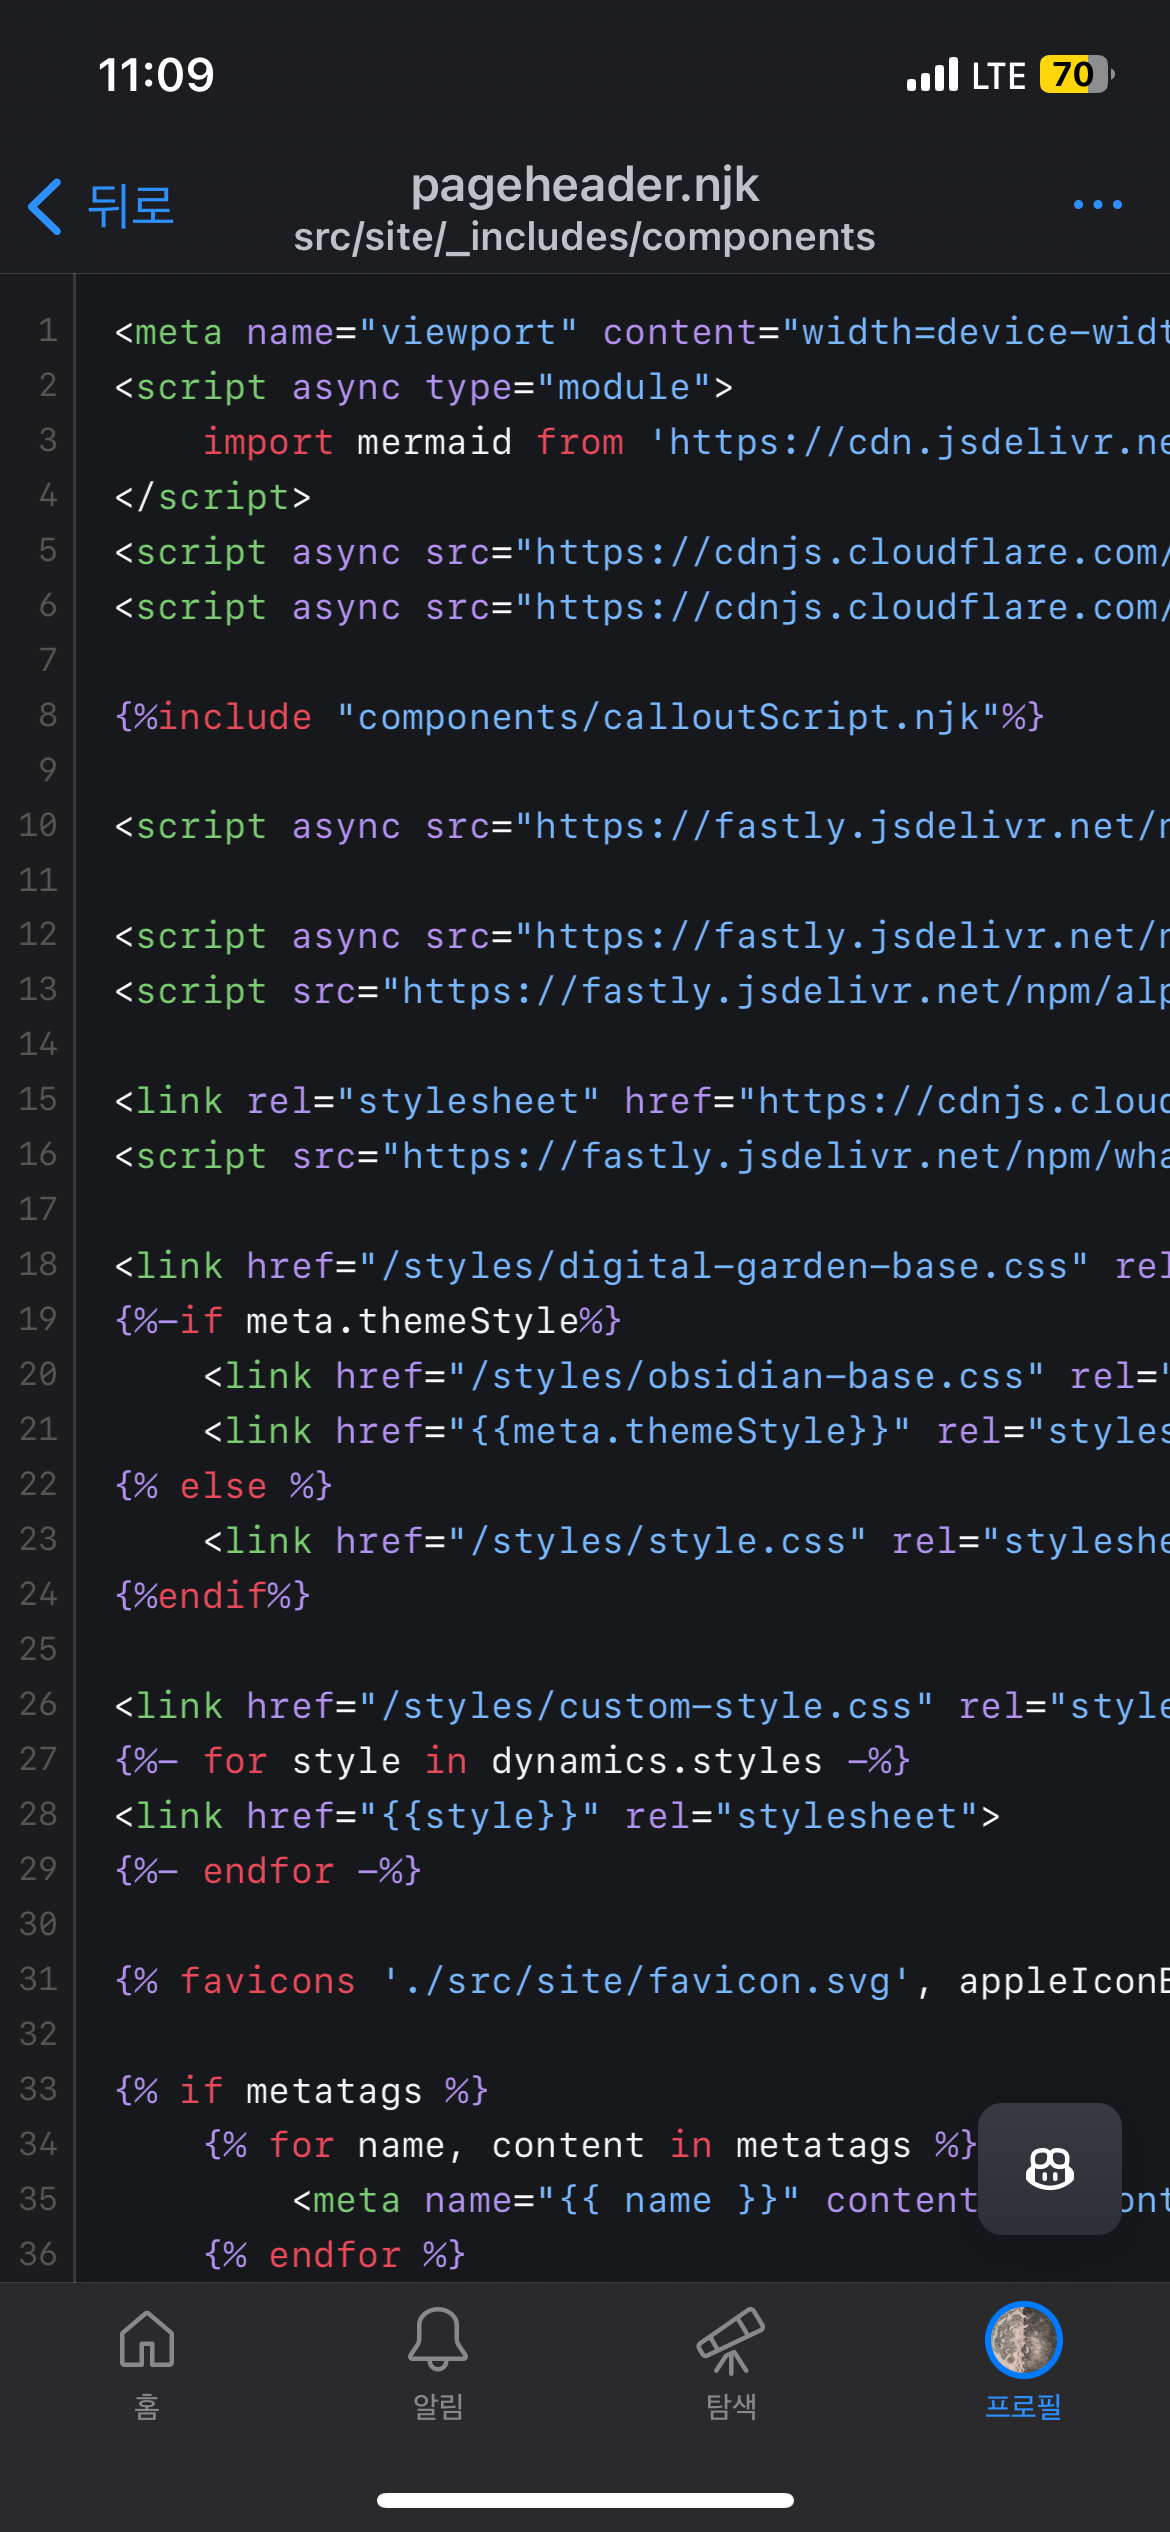 11:09
LTE 70
뒤로
pageheader.njk
src/site/_includes/components
1 <meta name="viewport" content="width=device-widt
2 <script async type="module">
3 import mermaid from 'https://cdn.jsdelivr.ne
4 </script>
5 <script async src="https://cdnjs.cloudflare.com/
6 <script async src="https://cdnjs.cloudflare.com/
7
8 {%include "components/calloutScript.njk"%}
9
10 <script async src="https://fastly.jsdelivr.net/n
11
12 <script async src="https://fastly.jsdelivr.net/n
13 <script src="https://fastly.jsdelivr.net/npm/alp
14
15 <link rel="stylesheet" href="https://cdnjs.cloud
16 <script src="https://fastly.jsdelivr.net/npm/wha
17
18 <link href="/styles/digital-garden-base.css" rel
19 {%-if meta.themeStyle%}
20 <link href="/styles/obsidian-base.css" rel="
21 <link href="{{meta.themeStyle}}" rel="styles
22 {% else %}
23 <link href="/styles/style.css" rel="styleshe
24 {%endif%}
25
26 <link href="/styles/custom-style.css" rel="style
27 {%- for style in dynamics.styles -%}
28 <link href="{{style}}" rel="stylesheet">
29 {%- endfor -%}
30
31 {% favicons './src/site/favicon.svg', appleIconB
32
33 {% if metatags %}
34 {% for name, content in metatags %}
35 <meta name="{{ name }}" content ont
36 {% endfor %}
홈
알림
탐색
프로필